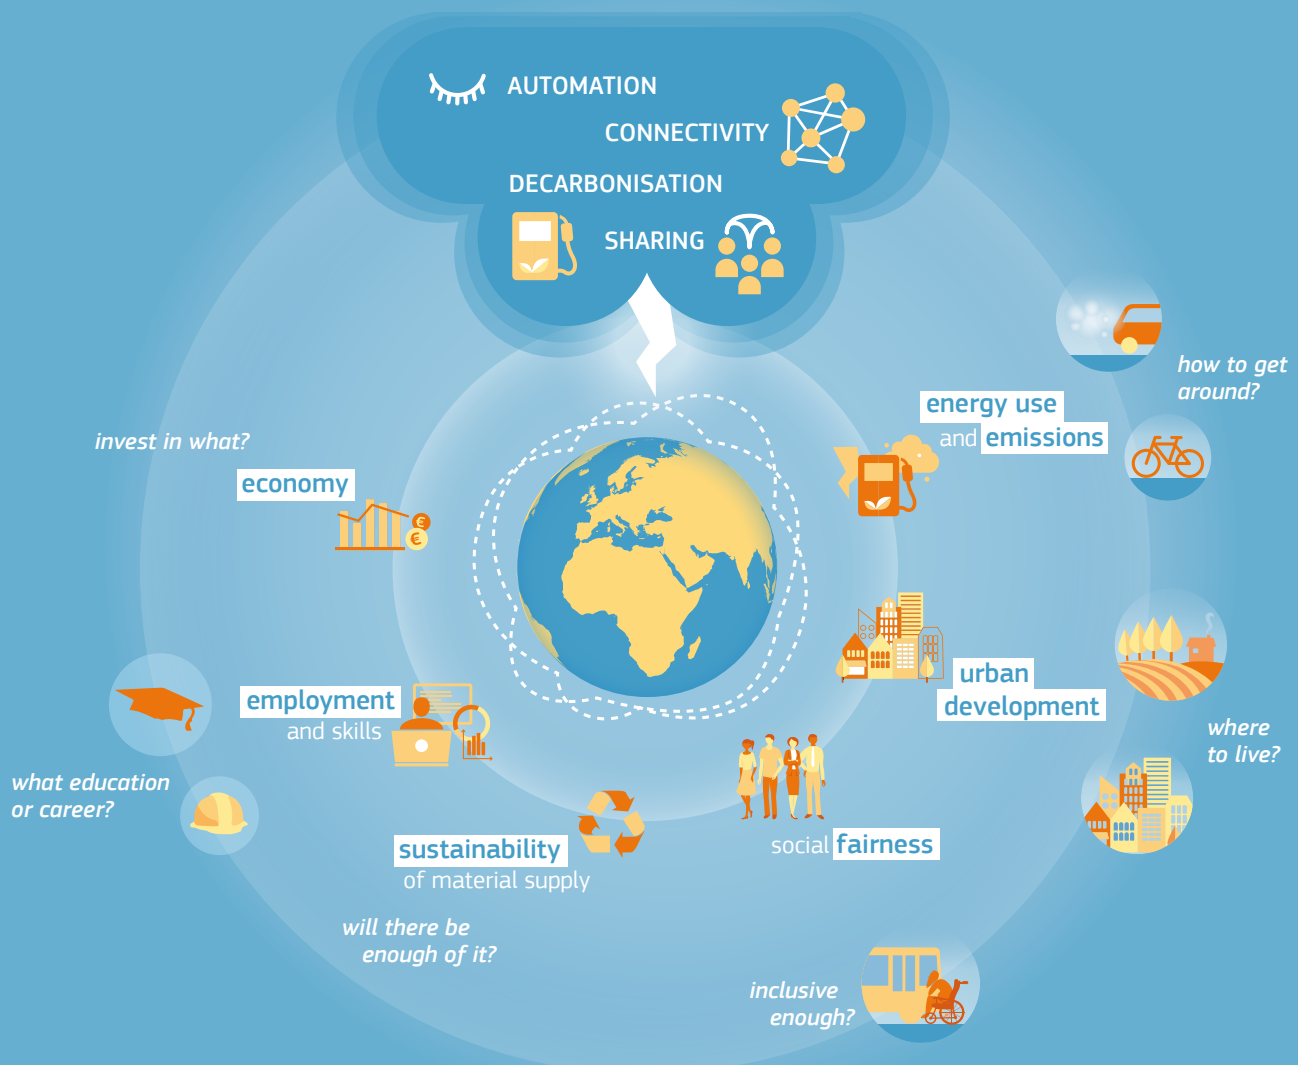 AUTOMATION
CONNECTIVITY
DECARBONISATION
SHARING
how to get
around?
energy use
and emissions
invest in what?
economy
€
€
urban
development
where
to live?
employment
and skills
what education
or career?
social fairness
sustainability
of material supply
will there be
enough of it?
inclusive
enough?